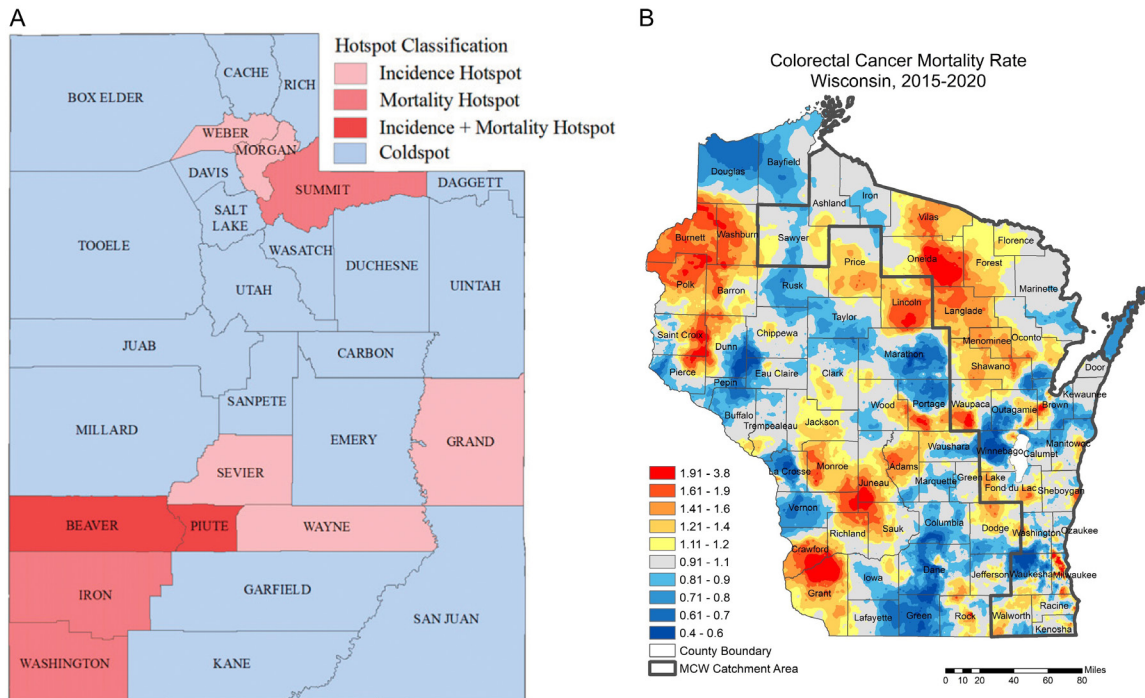 A
Hotspot Classification
Incidence Hotspot
Mortality Hotspot
Incidence + Mortality Hotspot
Coldspot
BOX ELDER
CACHE
RICH
WEBER
MORGAN
DAVIS
SUMMIT
DAGGETT
SALT
LAKE
TOOELE
WASATCH
DUCHESNE
UINTAH
UTAH
JUAB
CARBON
SANPETE
MILLARD
EMERY
GRAND
SEVIER
BEAVER
PIUTE
WAYNE
IRON
GARFIELD
SAN JUAN
WASHINGTON
KANE
B
Colorectal Cancer Mortality Rate
Wisconsin, 2015-2020
Douglas
Bayfield
Ashland
Iron
Vilas
Burnett
Washburn
Sawyer
Florence
Price
Oneida
Forest
Polk
Barron
Rusk
Marinette
Lincoln
Langlade
Taylor
Saint Croix
Dunn
Chippewa
Menominee
Oconto
Marathon
Shawano
Pierce
Pepin
Eau Claire
Clark
Door
Kewaunee
Buffalo
Trempealeau
Wood
Portage
Waupaca
Outagamie
Brown
Jackson
Waushara
Winnebago
Calumet
Manitowoc
La Crosse
Monroe
Juneau
Adams
Marquette
Green Lake
Fond du Lac
Sheboygan
Vernon
Columbia
Dodge
Washington
Ozaukee
Richland
Sauk
Crawford
Dane
Jefferson
Waukesha
Milwaukee
Grant
Iowa
Lafayette
Green
Rock
Walworth
Racine
Kenosha
1.91 - 3.8
1.61 - 1.9
1.41 - 1.6
1.21 - 1.4
1.11 - 1.2
0.91 - 1.1
0.81 - 0.9
0.71 - 0.8
0.61 - 0.7
0.4 - 0.6
County Boundary
MCW Catchment Area
Miles
0 10 20 40 60 80